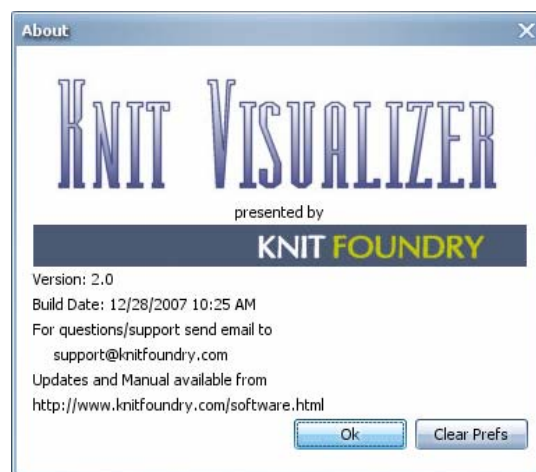 About
KNIT VISUALIZER
presented by
KNIT FOUNDRY
Version: 2.0
Build Date: 12/28/2007 10:25 AM
For questions/support send email to
support@knitfoundry.com
Updates and Manual available from
http://www.knitfoundry.com/software.html
Ok Clear Prefs